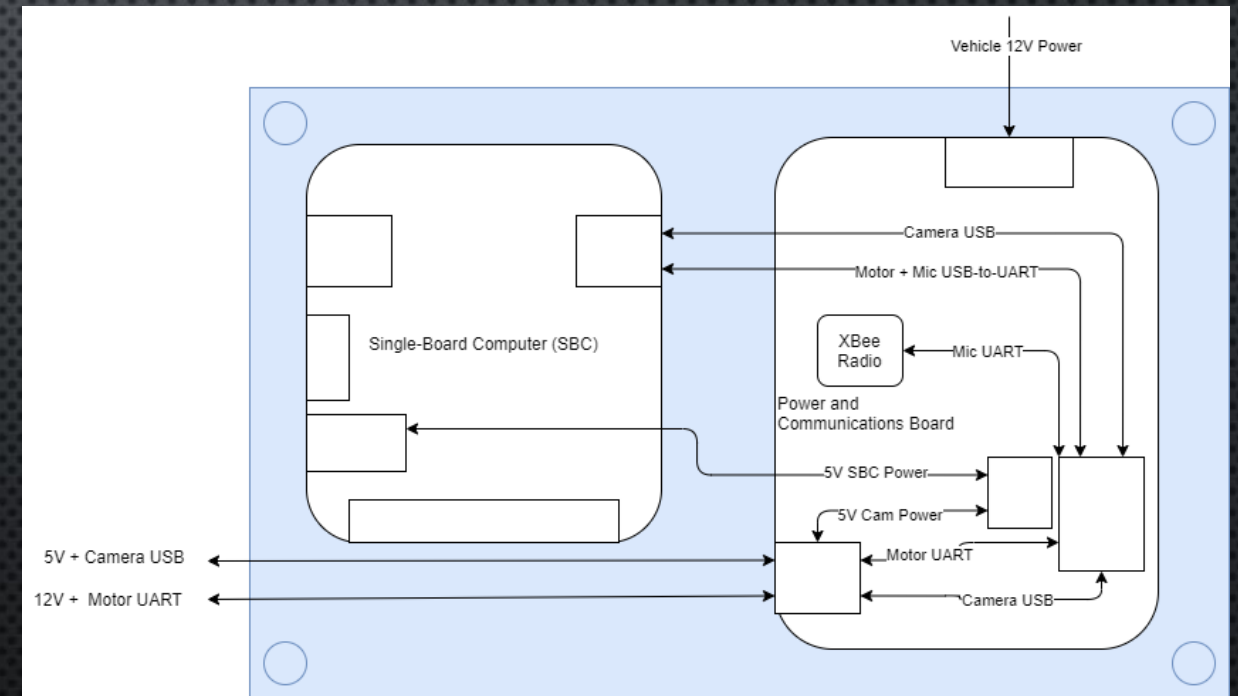 Vehicle 12V Power
Camera USB
Motor + Mic USB-to-UART
Single-Board Computer (SBC)
XBee
Radio
Mic UART
Power and
Communications Board
5V SBC Power
5V Cam Power
Motor UART
Camera USB
5V + Camera USB
12V + Motor UART